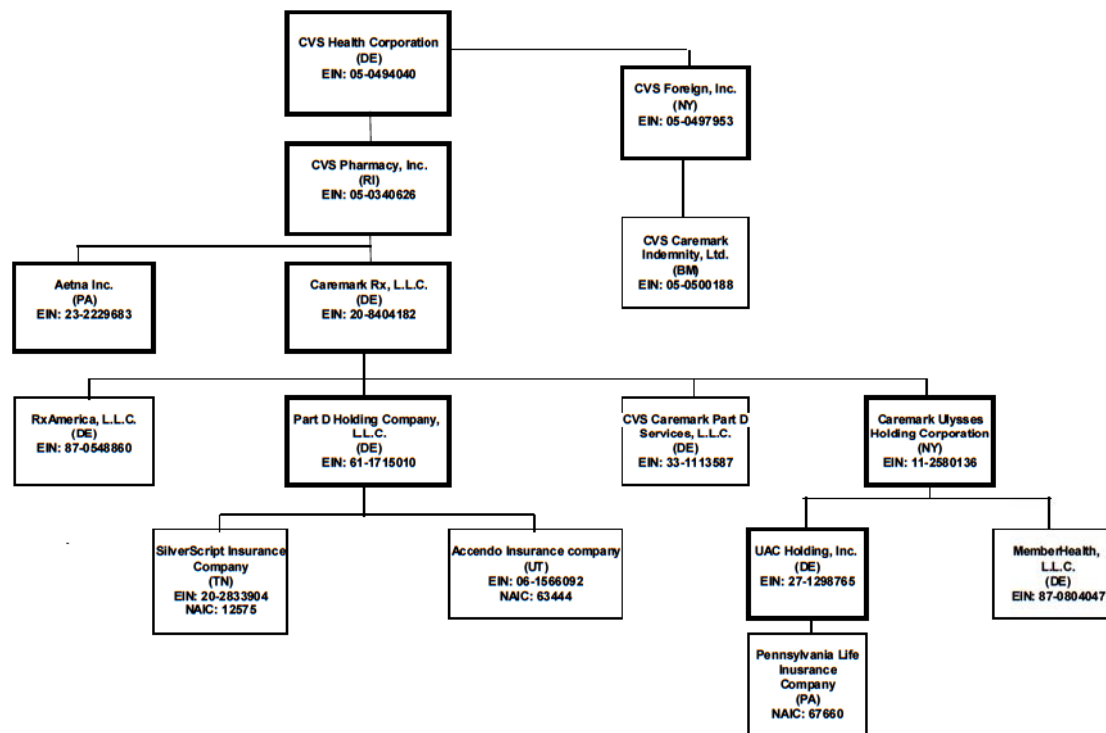 CVS Health Corporation
(DE)
EIN: 05-0494040
CVS Foreign, Inc.
(NY)
EIN: 05-0497953
CVS Pharmacy, Inc.
(RI)
EIN: 05-0340626
CVS Caremark
Indemnity, Ltd.
(BM)
EIN: 05-0500188
Aetna Inc.
(PA)
EIN: 23-2229683
Caremark Rx, L.L.C.
(DE)
EIN: 20-8404182
RxAmerica, L.L.C.
(DE)
EIN: 87-0548860
Part D Holding Company,
L.L.C.
(DE)
EIN: 61-1715010
CVS Caremark Part D
Services, L.L.C.
(DE)
EIN: 33-1113587
Caremark Ulysses
Holding Corporation
(NY)
EIN: 11-2580136
SilverScript Insurance
Company
(TN)
EIN: 20-2833904
NAIC: 12575
Accendo Insurance company
(UT)
EIN: 06-1566092
NAIC: 63444
UAC Holding, Inc.
(DE)
EIN: 27-1298765
MemberHealth,
L.L.C.
(DE)
EIN: 87-0804047
Pennsylvania Life
Inusrance
Company
(PA)
NAIC: 67660